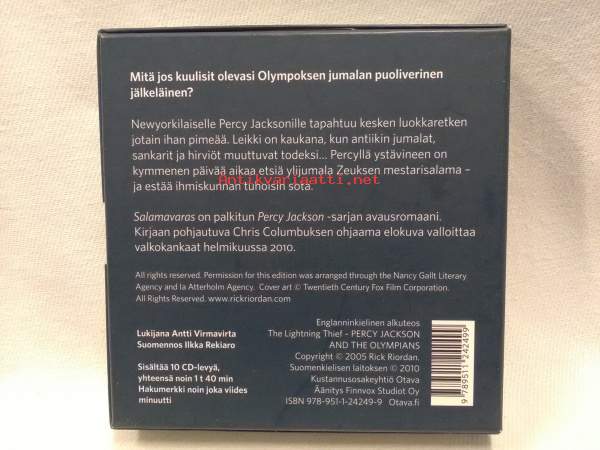 Mitä jos kuulisit olevasi Olympoksen jumalan puoliverinen
jälkeläinen?
Newyorkilaiselle Percy Jacksonille tapahtuu kesken luokkaretken
jotain ihan pimeää. Leikki on kaukana, kun antiikin jumalat,
sankarit ja hirviöt muuttuvat todeksi... Percyllä ystävineen on
kymmenen päivää aikaa etsiä ylijumala Zeuksen mestarisalama –
Antikvariaatti.net
ja estää ihmiskunnan tuhoisin sota.
Salamavaras on palkitun Percy Jackson -sarjan avausromaani.
Kirjaan pohjautuva Chris Columbuksen ohjaama elokuva valloittaa
valkokankaat helmikuussa 2010.
All rights reserved. Permission for this edition was arranged through the Nancy Gallt Literary
Agency and la Atterholm Agency. Cover art © Twentieth Century Fox Film Corporation.
All Rights Reserved. www.rickriordan.com
Lukijana Antti Virmavirta
Suomennos Ilkka Rekiaro
Sisältää 10 CD-levyä,
yhteensä noin 1 t 40 min
Hakumerkki noin joka viides
minuutti
Englanninkielinen alkuteos
The Lightning Thief – PERCY JACKSON
AND THE OLYMPIANS
Copyright © 2005 Rick Riordan.
Suomenkielisen laitoksen © 2010
Kustannusosakeyhtiö Otava
Äänitys Finnvox Studiot Oy
ISBN 978-951-1-24249-9 Otava.fi
9 789511 242499